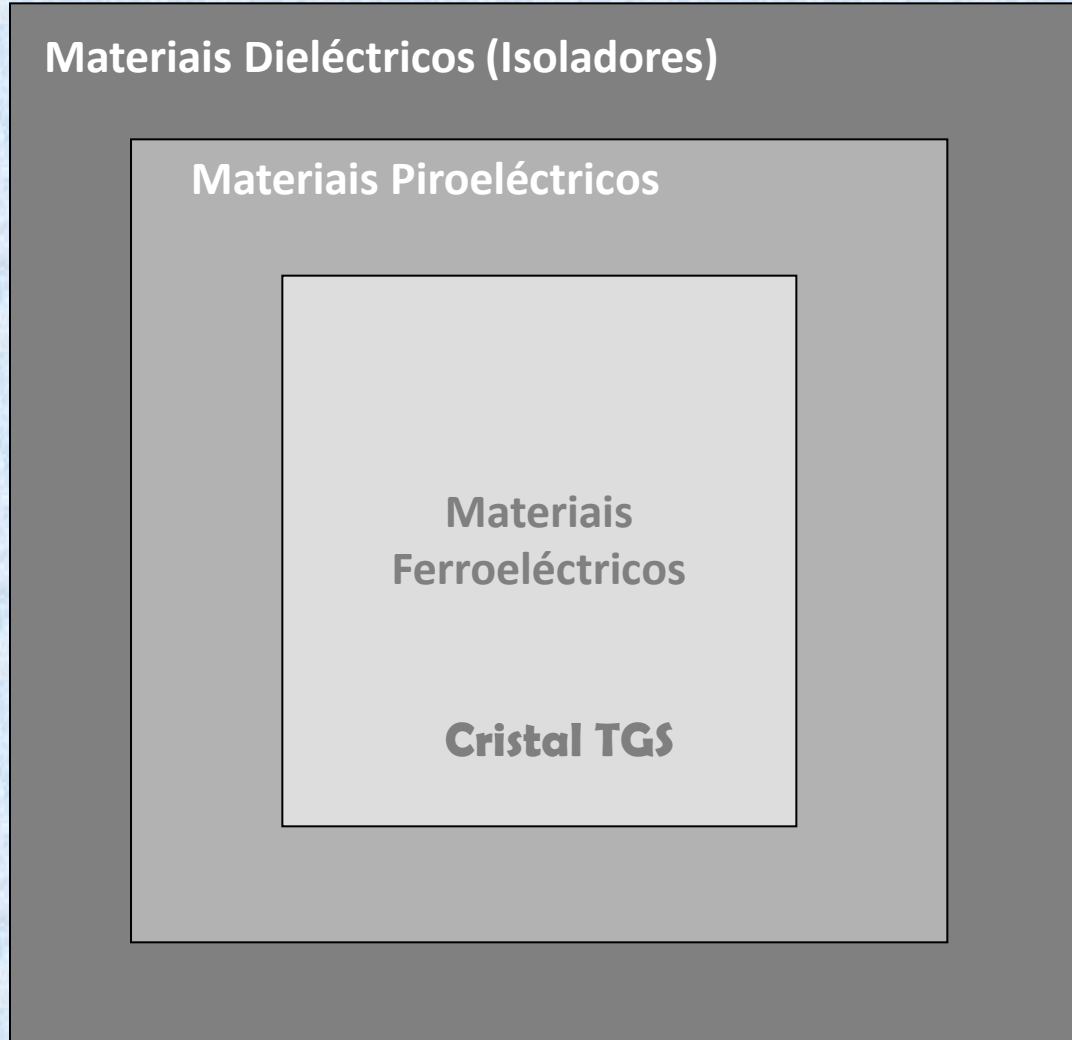 Materiais Dieléctricos (Isoladores)
Materiais Piroeléctricos
Materiais
Ferroeléctricos
Cristal TGS